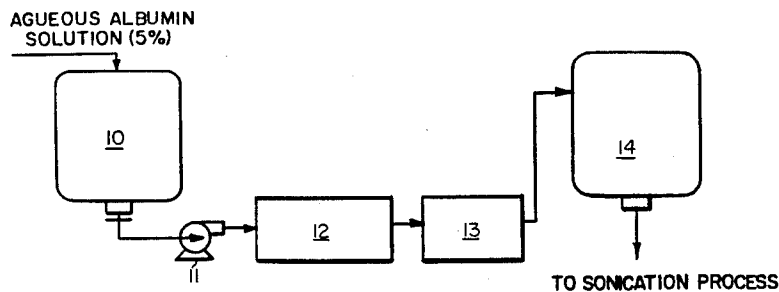 AGUEOUS ALBUMIN
SOLUTION (5%)
10
11
12
13
14
TO SONICATION PROCESS